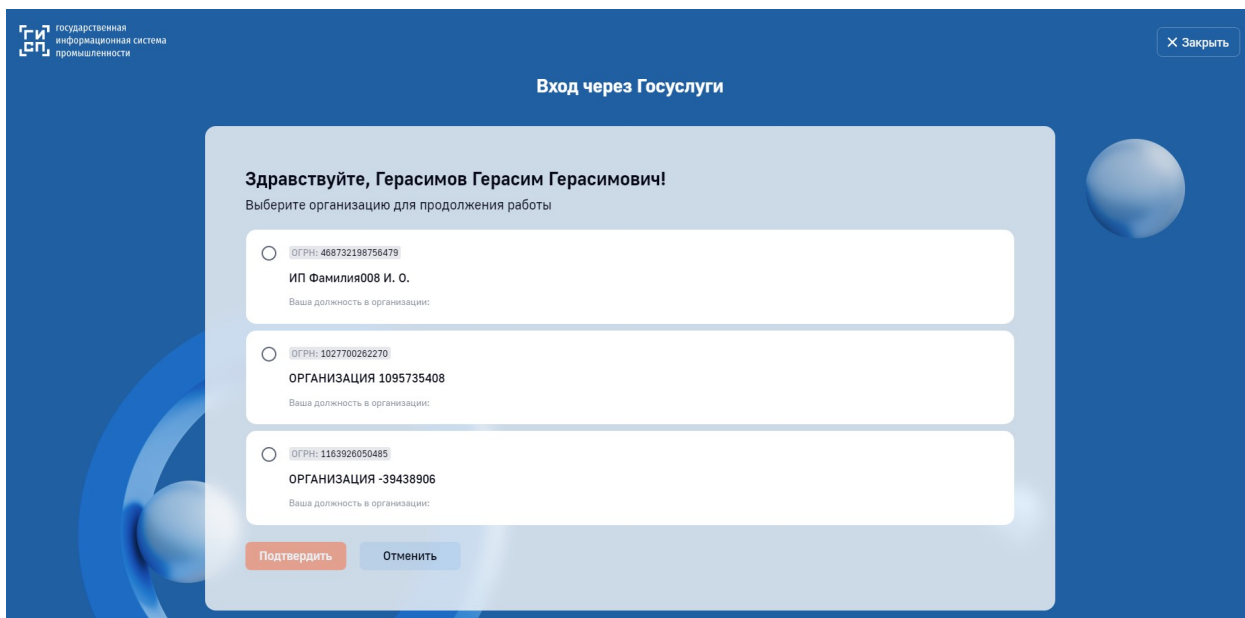 ГИСП
государственная
информационная система
промышленности
Закрыть
Вход через Госуслуги
Здравствуйте, Герасимов Герасим Герасимович!
Выберите организацию для продолжения работы
ОГРН: 468732198756479
ИП Фамилия008 И. О.
Ваша должность в организации:
ОГРН: 1027700262270
ОРГАНИЗАЦИЯ 1095735408
Ваша должность в организации:
ОГРН: 1163926050485
ОРГАНИЗАЦИЯ -39438906
Ваша должность в организации:
Подтвердить Отменить